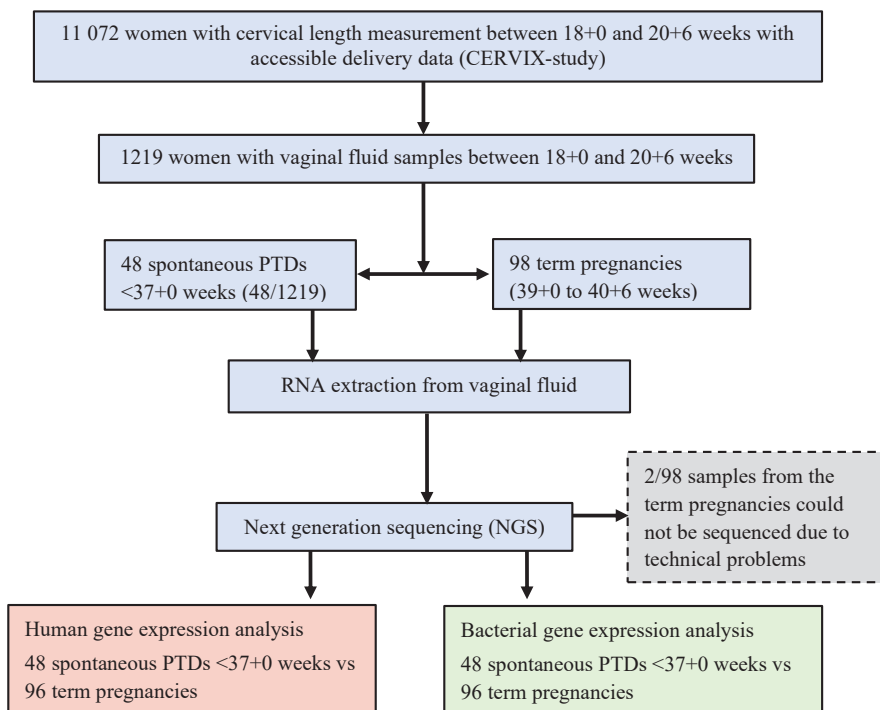 11 072 women with cervical length measurement between 18+0 and 20+6 weeks with
accessible delivery data (CERVIX-study)
1219 women with vaginal fluid samples between 18+0 and 20+6 weeks
48 spontaneous PTDs
<37+0 weeks (48/1219)
98 term pregnancies
(39+0 to 40+6 weeks)
RNA extraction from vaginal fluid
2/98 samples from the
term pregnancies could
not be sequenced due to
technical problems
Next generation sequencing (NGS)
Human gene expression analysis
48 spontaneous PTDs <37+0 weeks vs
96 term pregnancies
Bacterial gene expression analysis
48 spontaneous PTDs <37+0 weeks vs
96 term pregnancies